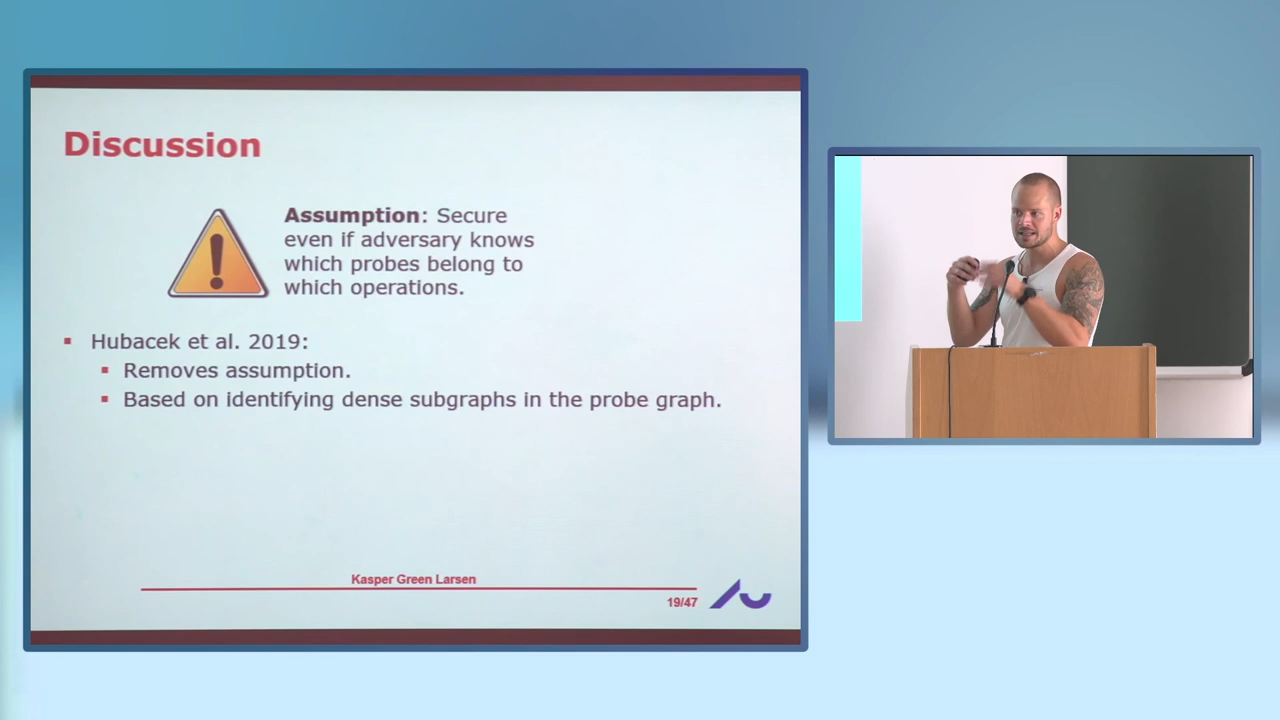 Discussion
Assumption: Secure
even if adversary knows
which probes belong to
which operations.
Hubacek et al. 2019:
Removes assumption.
Based on identifying dense subgraphs in the probe graph.
Kasper Green Larsen
19/47